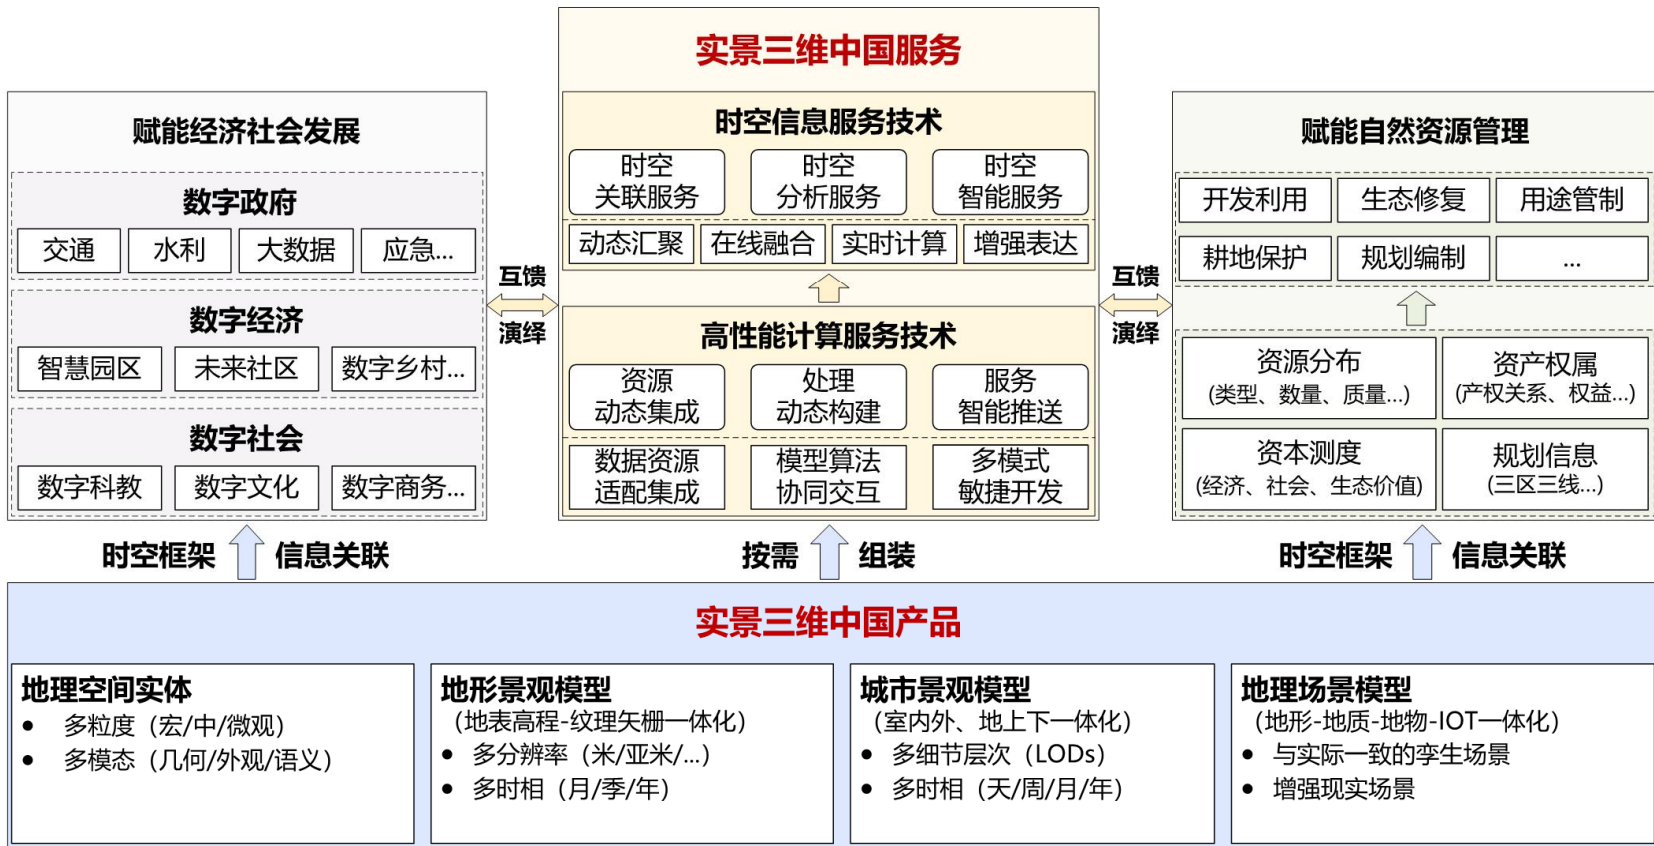 实景三维中国服务
赋能经济社会发展
数字政府
交通
水利
大数据
应急...
数字经济
智慧园区
未来社区
数字乡村...
数字社会
数字科教
数字文化
数字商务...
互馈
演绎
时空信息服务技术
时空
关联服务
时空
分析服务
时空
智能服务
动态汇聚
在线融合
实时计算
增强表达
高性能计算服务技术
资源
动态集成
处理
动态构建
服务
智能推送
数据资源
适配集成
模型算法
协同交互
多模式
敏捷开发
互馈
演绎
赋能自然资源管理
开发利用
生态修复
用途管制
耕地保护
规划编制
...
资源分布
(类型、数量、质量...)
资产权属
(产权关系、权益...)
资本测度
(经济、社会、生态价值)
规划信息
(三区三线...)
时空框架 信息关联
按需 组装
时空框架 信息关联
实景三维中国产品
地理空间实体
• 多粒度（宏/中/微观）
• 多模态（几何/外观/语义）
地形景观模型
（地表高程-纹理矢栅一体化）
• 多分辨率（米/亚米/...）
• 多时相（月/季/年）
城市景观模型
（室内外、地上下一体化）
• 多细节层次（LODs）
• 多时相（天/周/月/年）
地理场景模型
（地形-地质-地物-IOT一体化）
• 与实际一致的孪生场景
• 增强现实场景